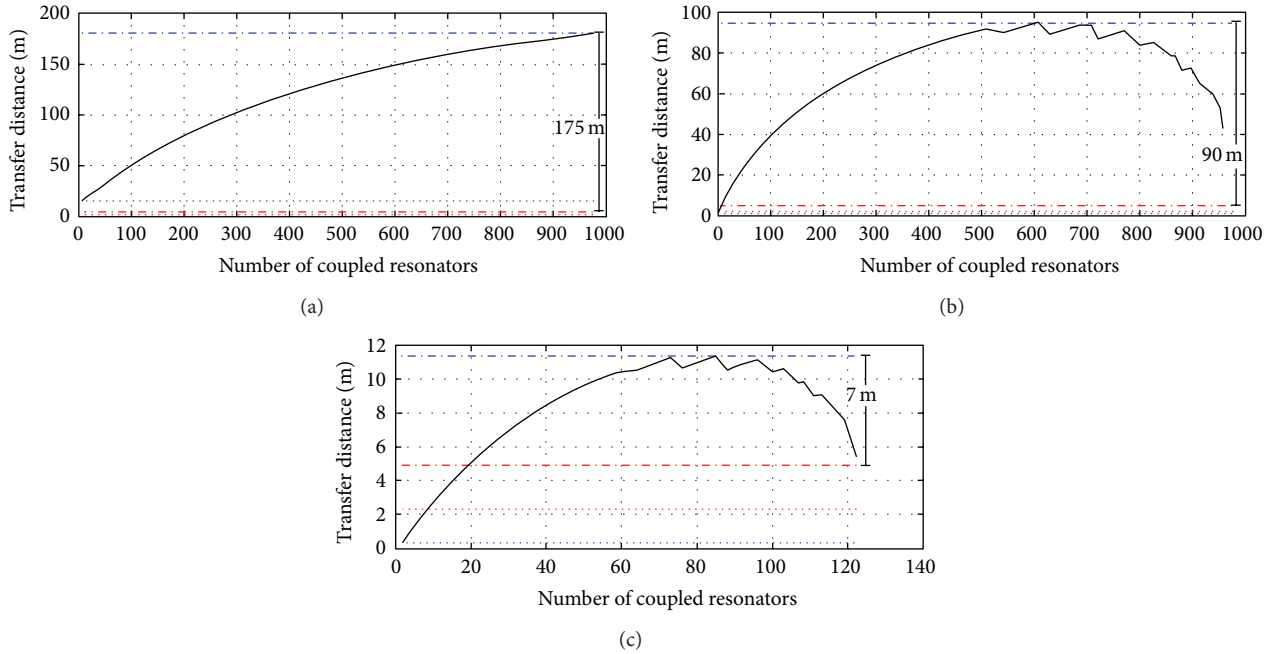 200
150
100
50
0
Transfer distance (m)
175 m
0 100 200 300 400 500 600 700 800 900 1000
Number of coupled resonators
(a)
100
80
60
40
20
0
Transfer distance (m)
90 m
0 100 200 300 400 500 600 700 800 900 1000
Number of coupled resonators
(b)
12
10
8
6
4
2
0
Transfer distance (m)
7 m
0 20 40 60 80 100 120 140
Number of coupled resonators
(c)